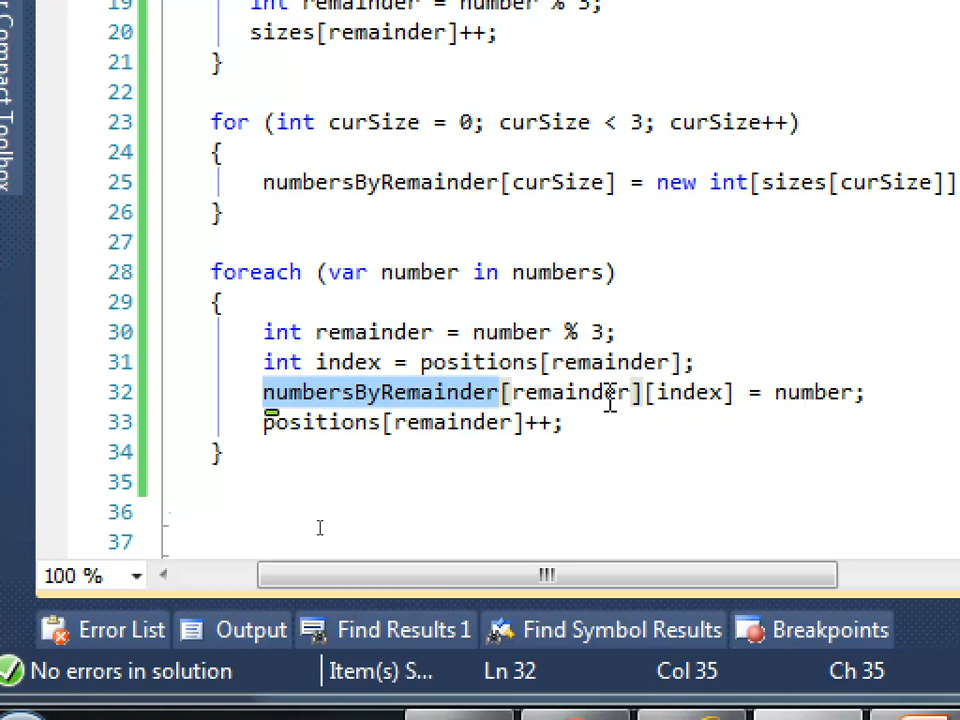 r Compact Toolbox
19 int remainder = number % 3;
20 sizes[remainder]++;
21 }
22
23 for (int curSize = 0; curSize < 3; curSize++)
24 {
25 numbersByRemainder[curSize] = new int[sizes[curSize]]
26 }
27
28 foreach (var number in numbers)
29 {
30 int remainder = number % 3;
31 int index = positions[remainder];
32 numbersByRemainder[remainder][index] = number;
33 positions[remainder]++;
34 }
35
36
37
100 %
Error List Output Find Results 1 Find Symbol Results Breakpoints
No errors in solution Item(s) S... Ln 32 Col 35 Ch 35